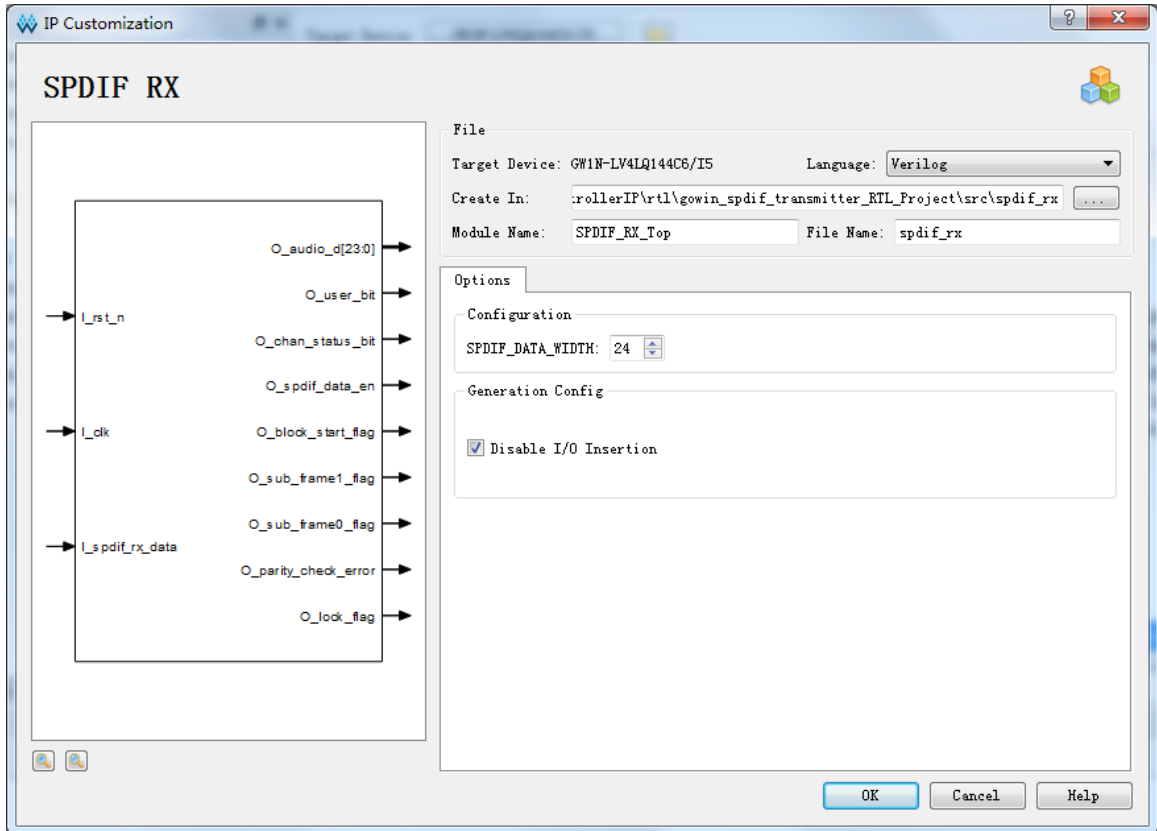 IP Customization
SPDIF RX
O_audio_d[23:0]
O_user_bit
I_rst_n
O_chan_status_bit
O_spdif_data_en
I_clk
O_block_start_flag
O_sub_frame1_flag
O_sub_frame0_flag
I_spdif_rx_data
O_parity_check_error
O_lock_flag
File
Target Device: GW1N-LV4LQ144C6/I5 Language: Verilog
Create In: :rollerIP\rtl\gowin_spdif_transmitter_RTL_Project\src\spdif_rx ...
Module Name: SPDIF_RX_Top File Name: spdif_rx
Options
Configuration
SPDIF_DATA_WIDTH: 24
Generation Config
Disable I/O Insertion
OK Cancel Help